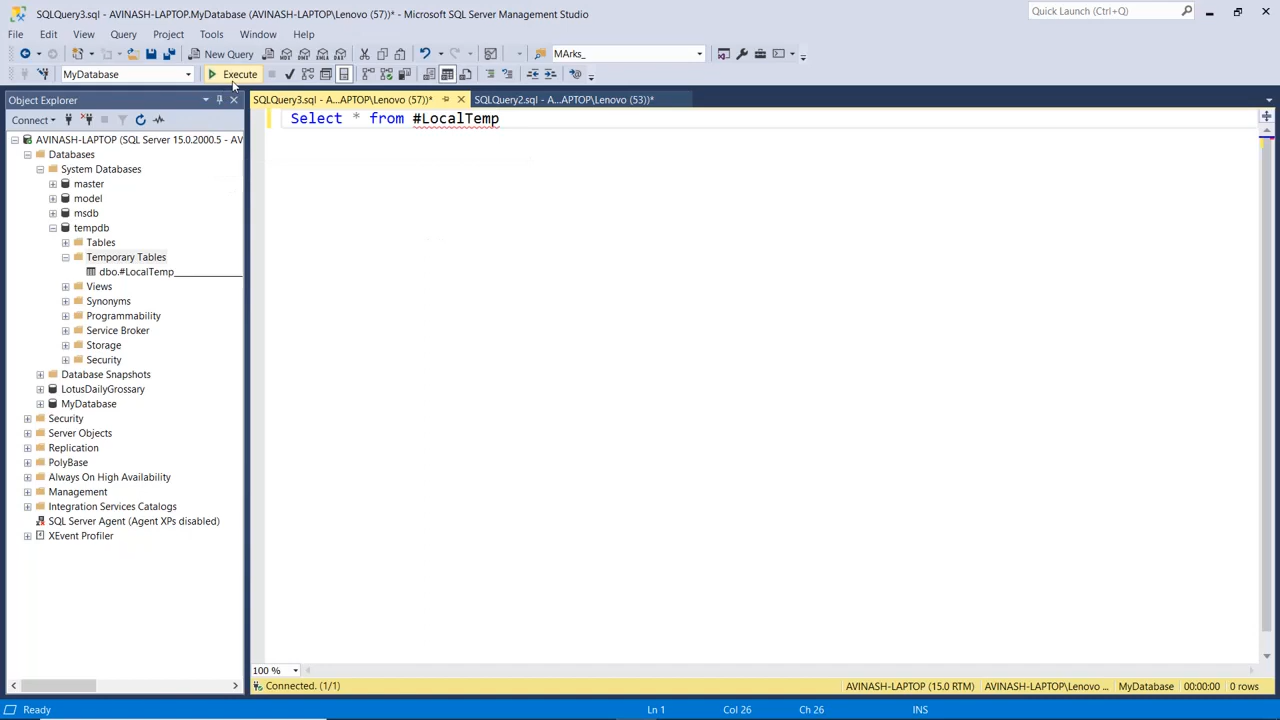 SQLQuery3.sql - AVINASH-LAPTOP.MyDatabase (AVINASH-LAPTOP\Lenovo (57))* - Microsoft SQL Server Management Studio
Quick Launch (Ctrl+Q)
File Edit View Query Project Tools Window Help
New Query MDX DMX XMLA DAX MArks_
MyDatabase Execute
Object Explorer
SQLQuery3.sql - A...APTOP\Lenovo (57))* SQLQuery2.sql - A...APTOP\Lenovo (53))*
Connect
Select * from #LocalTemp
AVINASH-LAPTOP (SQL Server 15.0.2000.5 - AV
Databases
System Databases
master
model
msdb
tempdb
Tables
Temporary Tables
dbo.#LocalTemp____________
Views
Synonyms
Programmability
Service Broker
Storage
Security
Database Snapshots
LotusDailyGrossary
MyDatabase
Security
Server Objects
Replication
PolyBase
Always On High Availability
Management
Integration Services Catalogs
SQL Server Agent (Agent XPs disabled)
XEvent Profiler
100 %
Connected. (1/1) AVINASH-LAPTOP (15.0 RTM) AVINASH-LAPTOP\Lenovo ... MyDatabase 00:00:00 0 rows
Ready Ln 1 Col 26 Ch 26 INS